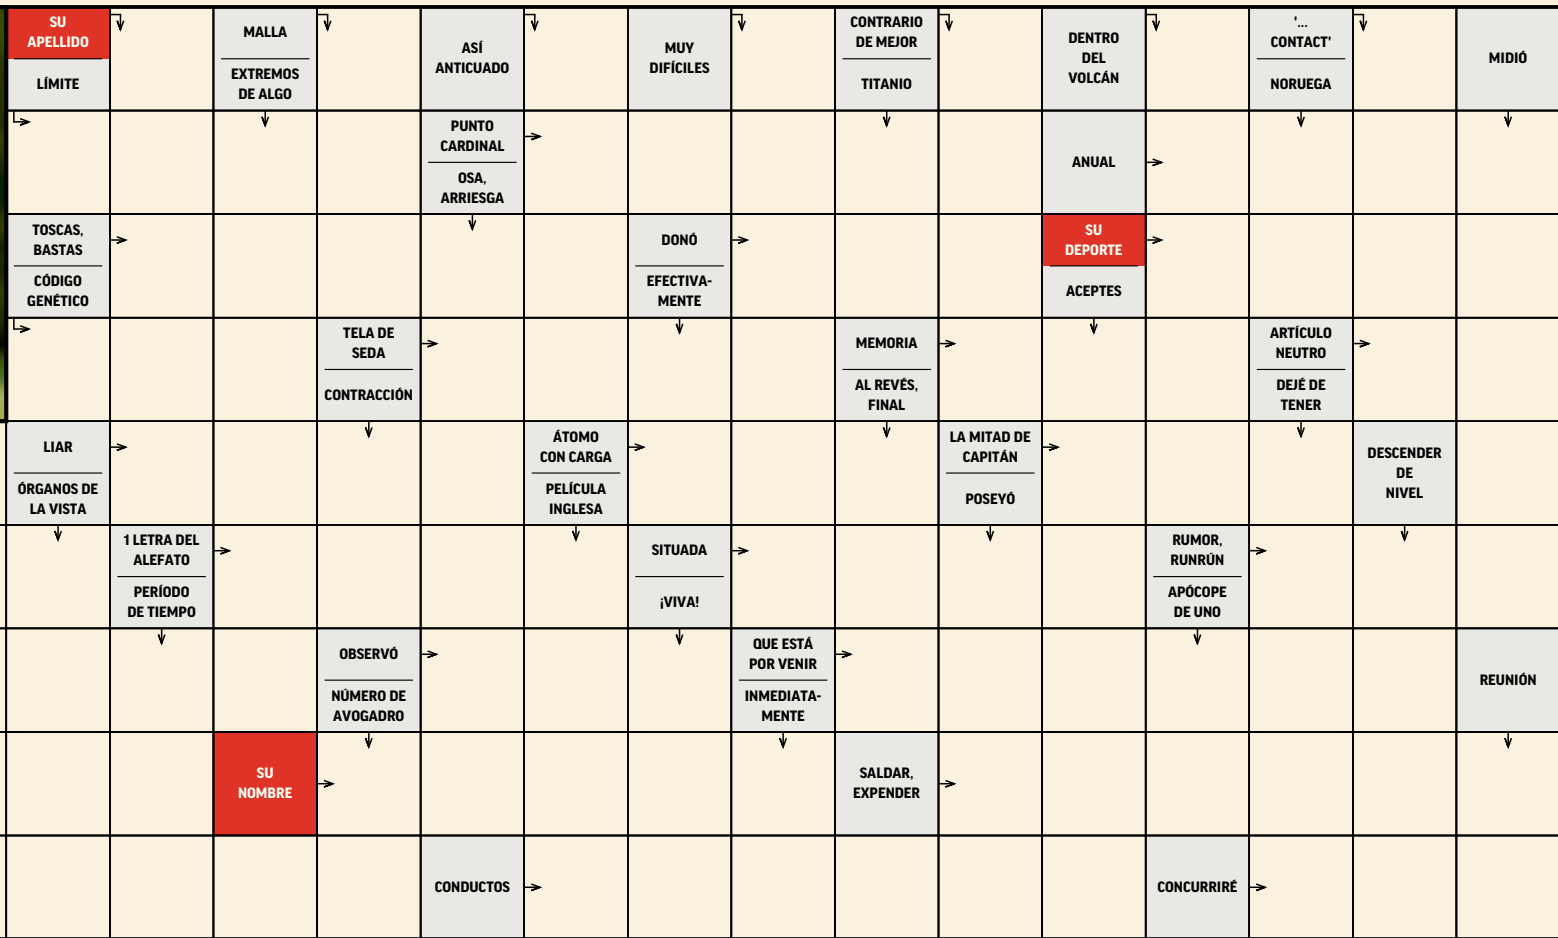 SU
APELLIDO
LÍMITE
MALLA
EXTREMOS
DE ALGO
ASÍ
ANTICUADO
MUY
DIFÍCILES
CONTRARIO
DE MEJOR
TITANIO
DENTRO
DEL
VOLCÁN
'...
CONTACT'
NORUEGA
MIDIÓ
PUNTO
CARDINAL
OSA,
ARRIESGA
ANUAL
TOSCAS,
BASTAS
CÓDIGO
GENÉTICO
DONÓ
EFECTIVA-
MENTE
SU
DEPORTE
ACEPTES
TELA DE
SEDA
CONTRACCIÓN
MEMORIA
AL REVÉS,
FINAL
ARTÍCULO
NEUTRO
DEJÉ DE
TENER
LIAR
ÓRGANOS DE
LA VISTA
ÁTOMO
CON CARGA
PELÍCULA
INGLESA
LA MITAD DE
CAPITÁN
POSEYÓ
DESCENDER
DE
NIVEL
1 LETRA DEL
ALEFATO
PERÍODO
DE TIEMPO
SITUADA
¡VIVA!
RUMOR,
RUNRÚN
APÓCOPE
DE UNO
OBSERVÓ
NÚMERO DE
AVOGADRO
QUE ESTÁ
POR VENIR
INMEDIATA-
MENTE
REUNIÓN
SU
NOMBRE
SALDAR,
EXPENDER
CONDUCTOS
CONCURRIRÉ